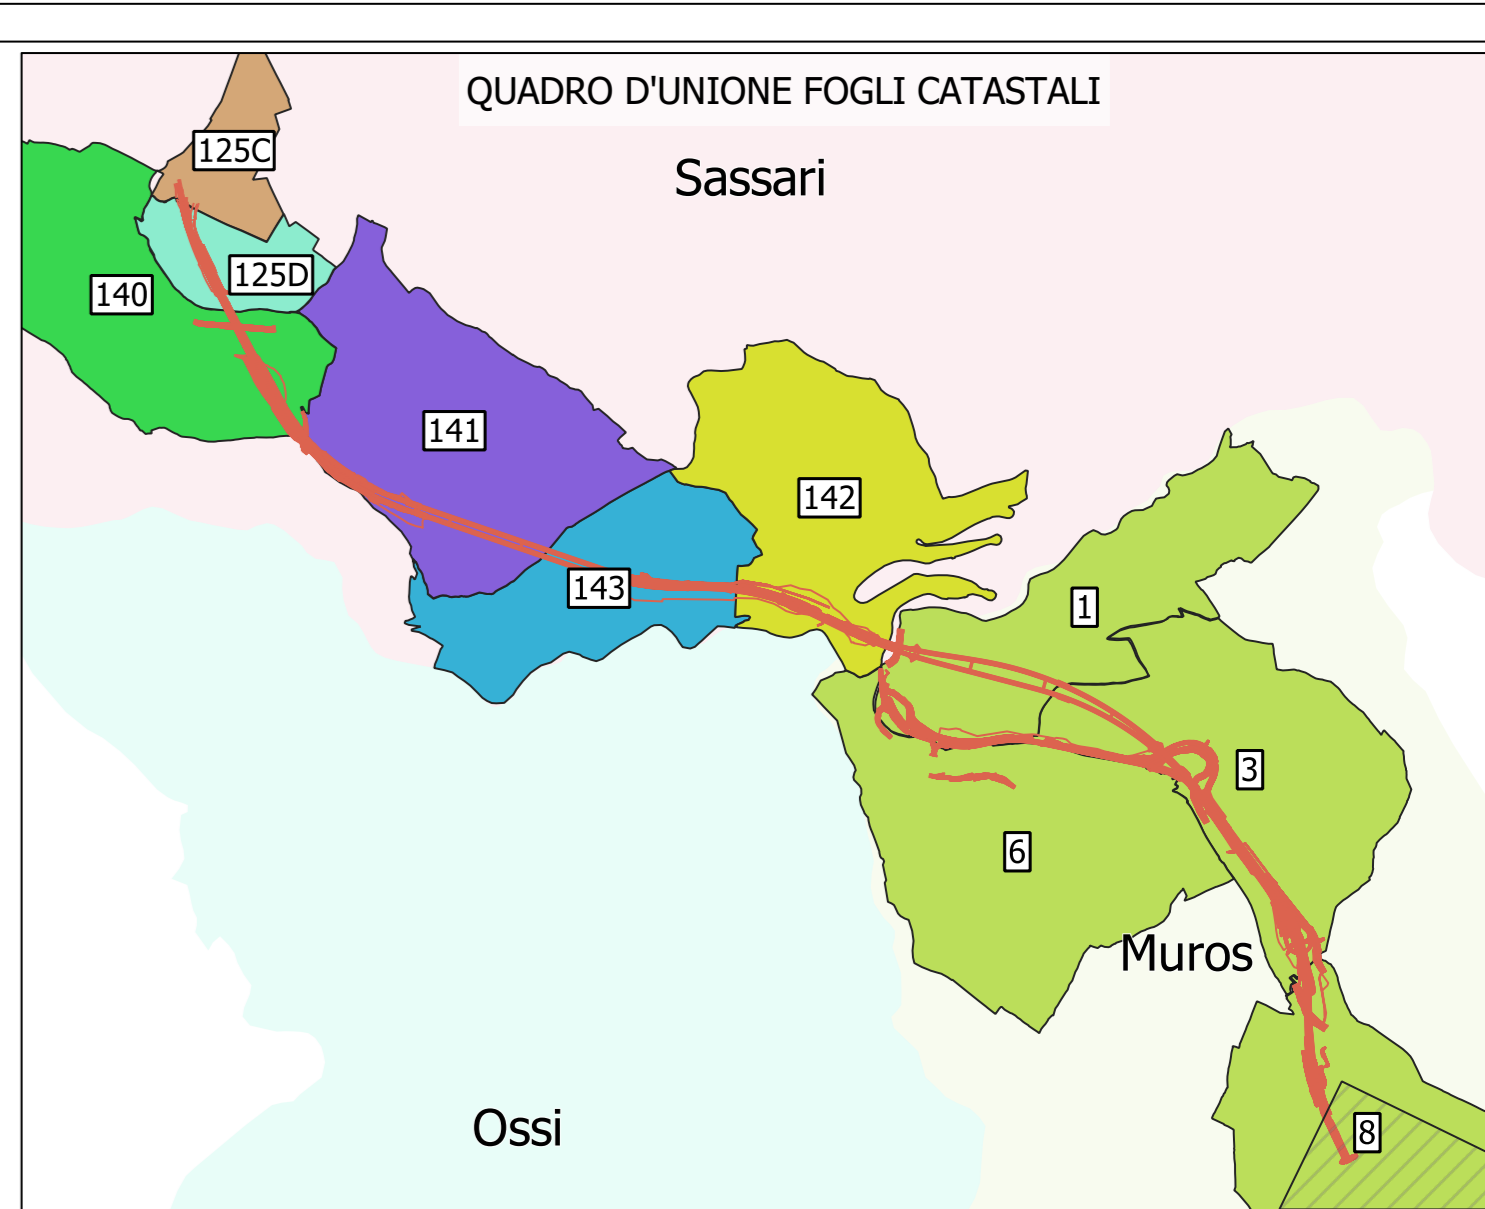 QUADRO D'UNIONE FOGLI CATASTALI
125C
Sassari
125D
140
141
142
143
1
3
6
Muros
Ossi
8